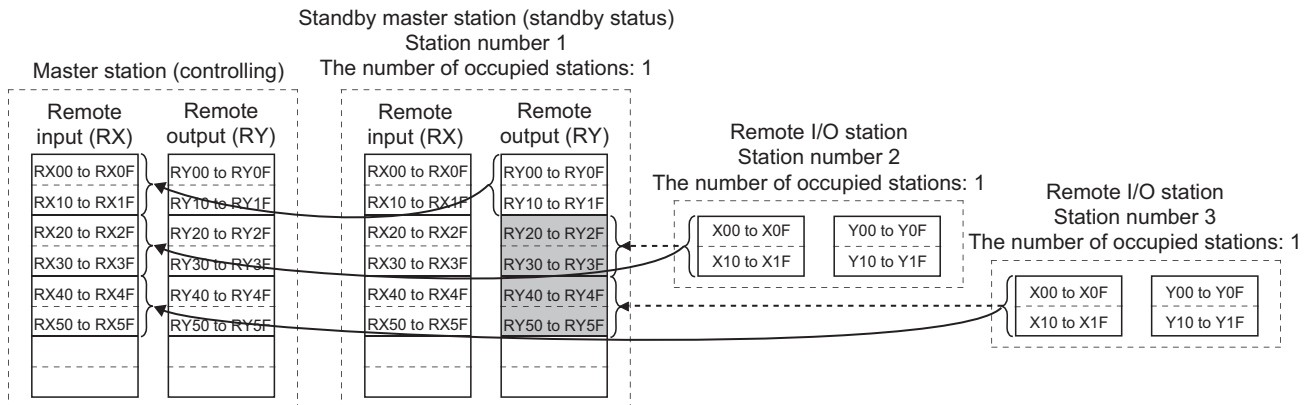 Standby master station (standby status)
Station number 1
The number of occupied stations: 1
Master station (controlling)
Remote
input (RX)
Remote
output (RY)
RX00 to RX0F
RX10 to RX1F
RX20 to RX2F
RX30 to RX3F
RX40 to RX4F
RX50 to RX5F
RY00 to RY0F
RY10 to RY1F
RY20 to RY2F
RY30 to RY3F
RY40 to RY4F
RY50 to RY5F
Remote
input (RX)
Remote
output (RY)
RX00 to RX0F
RX10 to RX1F
RX20 to RX2F
RX30 to RX3F
RX40 to RX4F
RX50 to RX5F
RY00 to RY0F
RY10 to RY1F
RY20 to RY2F
RY30 to RY3F
RY40 to RY4F
RY50 to RY5F
Remote I/O station
Station number 2
The number of occupied stations: 1
X00 to X0F
X10 to X1F
Y00 to Y0F
Y10 to Y1F
Remote I/O station
Station number 3
The number of occupied stations: 1
X00 to X0F
X10 to X1F
Y00 to Y0F
Y10 to Y1F